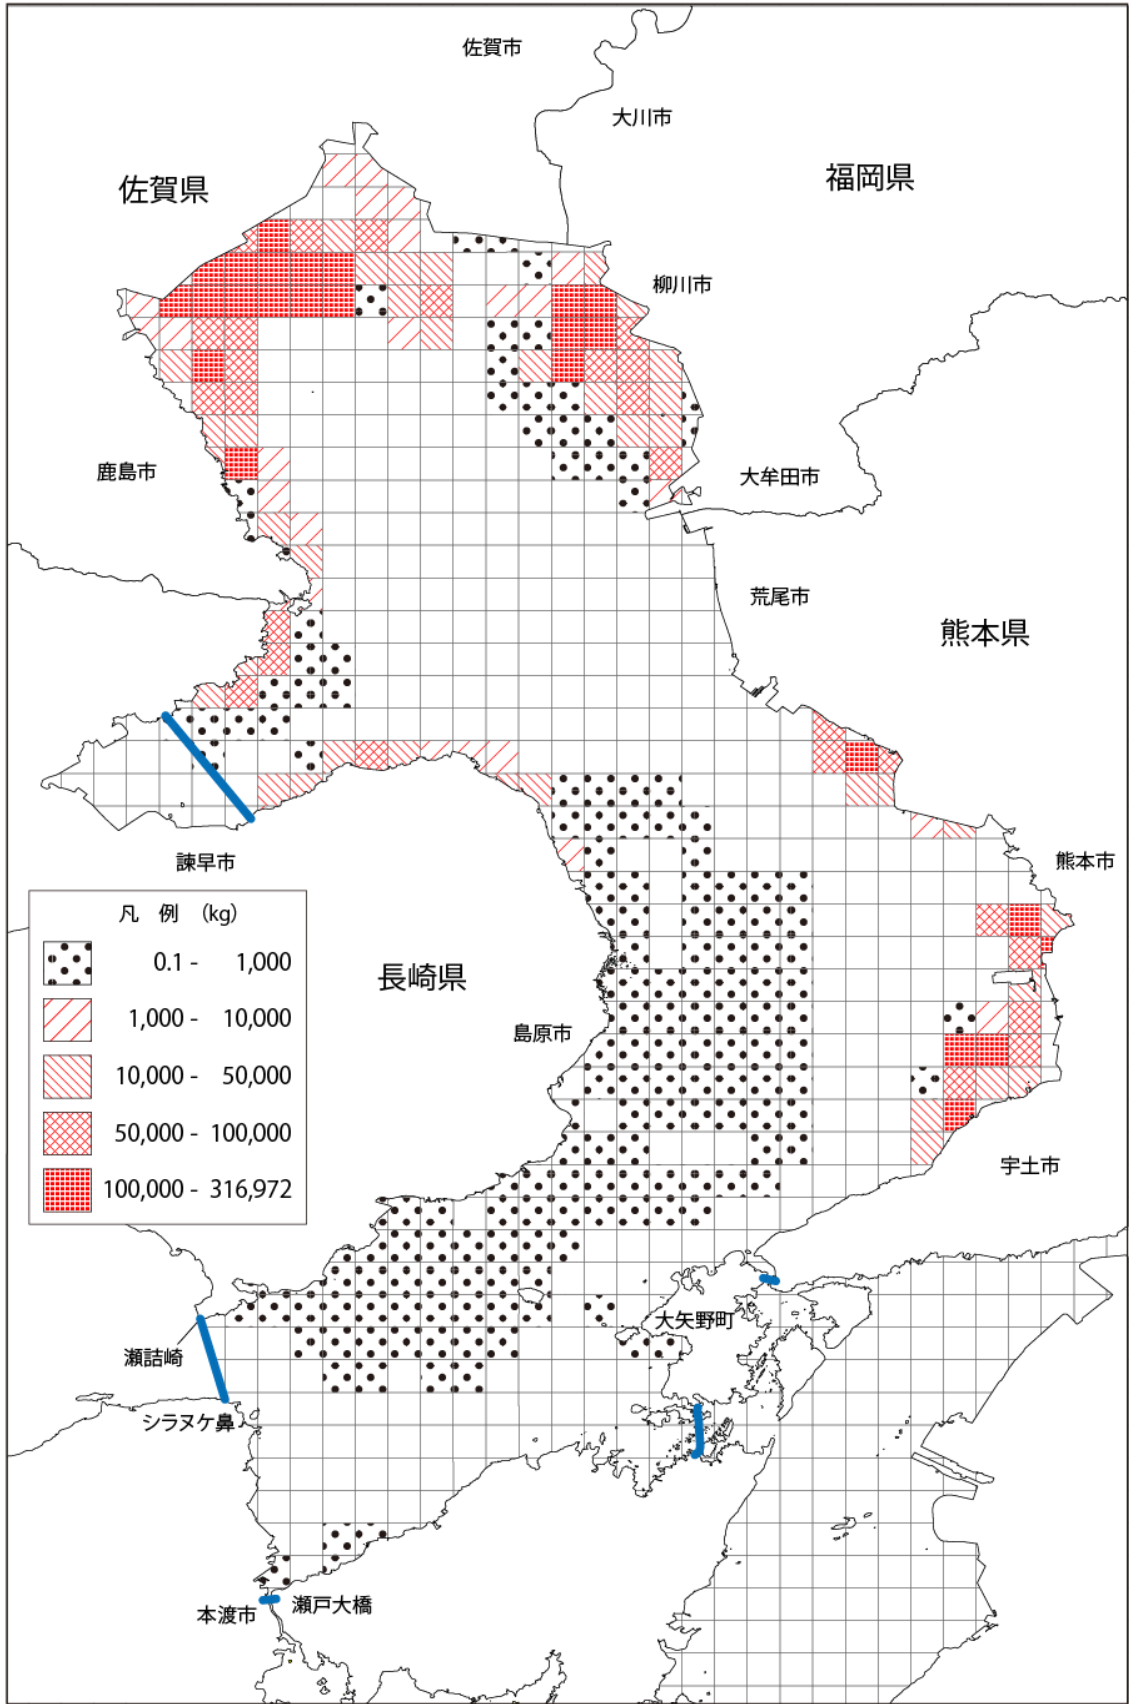 佐賀市
大川市
佐賀県
福岡県
柳川市
鹿島市
大牟田市
荒尾市
熊本県
諫早市
熊本市
凡 例 (kg)
0.1 - 1,000
1,000 - 10,000
10,000 - 50,000
50,000 - 100,000
100,000 - 316,972
長崎県
島原市
宇土市
大矢野町
瀬詰崎
シラヌケ鼻
瀬戸大橋
本渡市